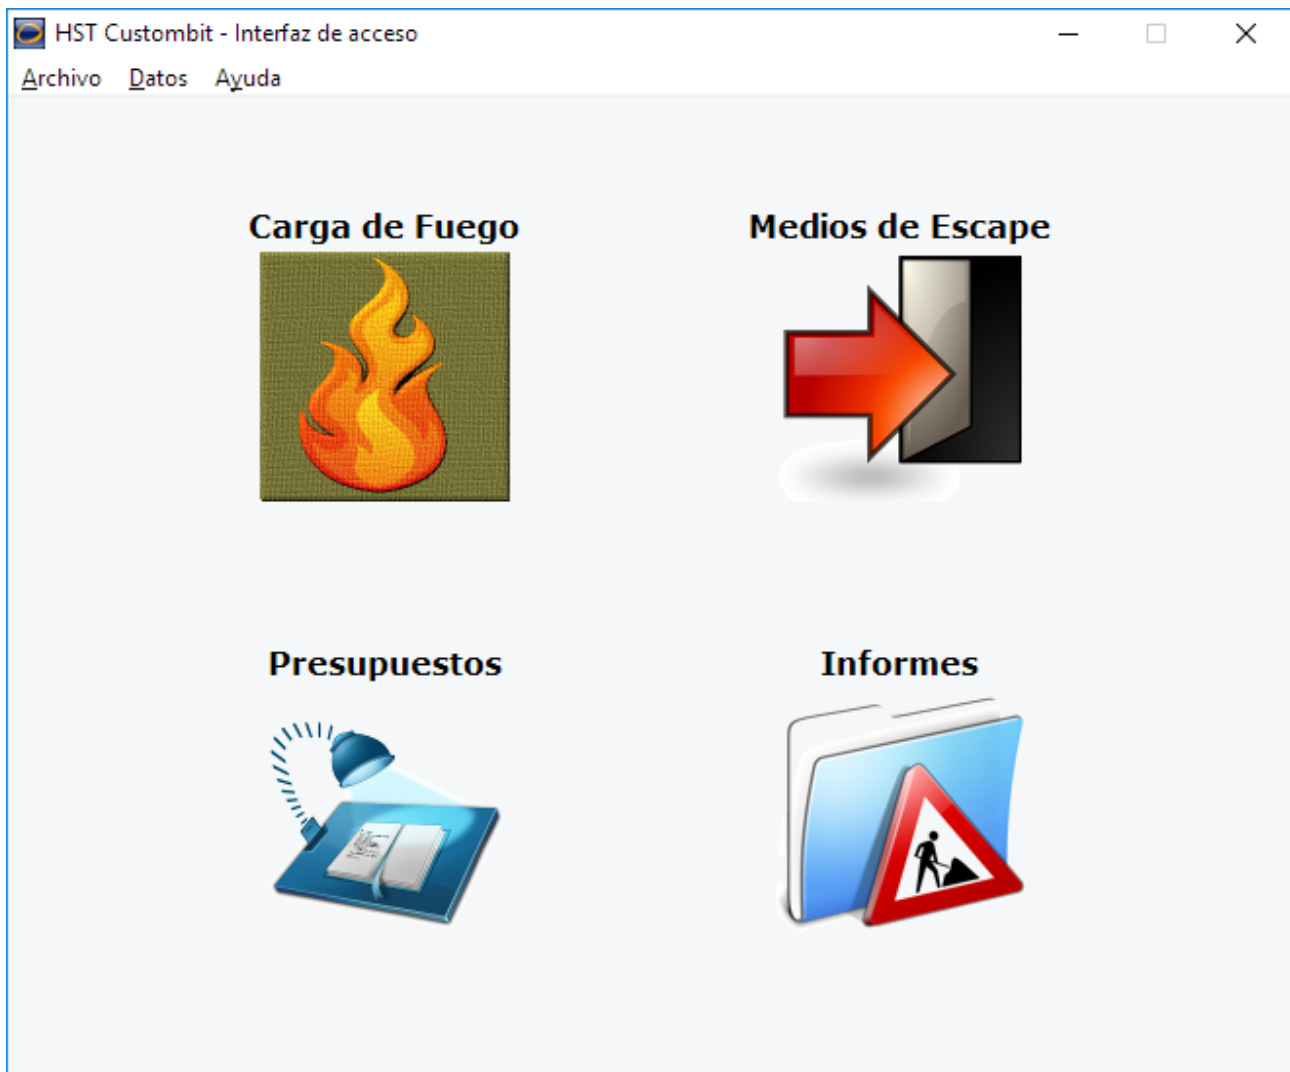 HST Custombit - Interfaz de acceso
Archivo Datos Ayuda
Carga de Fuego
Medios de Escape
Presupuestos
Informes